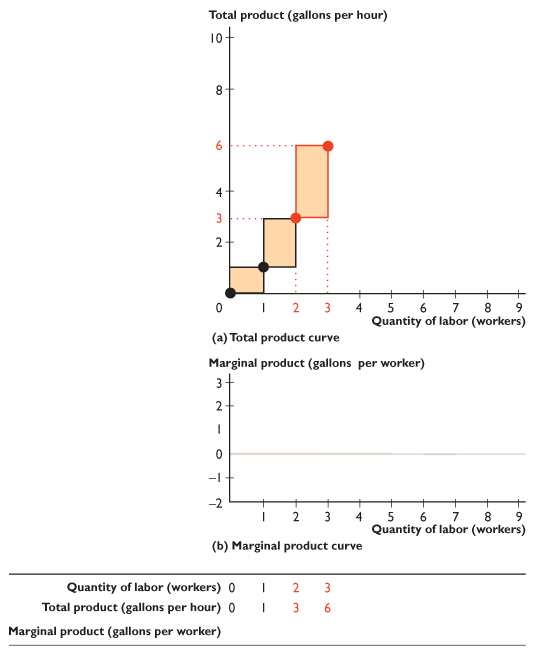 Total product (gallons per hour)
10
8
6
4
3
2
0 1 2 3 4 5 6 7 8 9
Quantity of labor (workers)
(a) Total product curve
Marginal product (gallons per worker)
3
2
1
0
–1
–2
1 2 3 4 5 6 7 8 9
Quantity of labor (workers)
(b) Marginal product curve
Quantity of labor (workers) 0 1 2 3
Total product (gallons per hour) 0 1 3 6
Marginal product (gallons per worker)